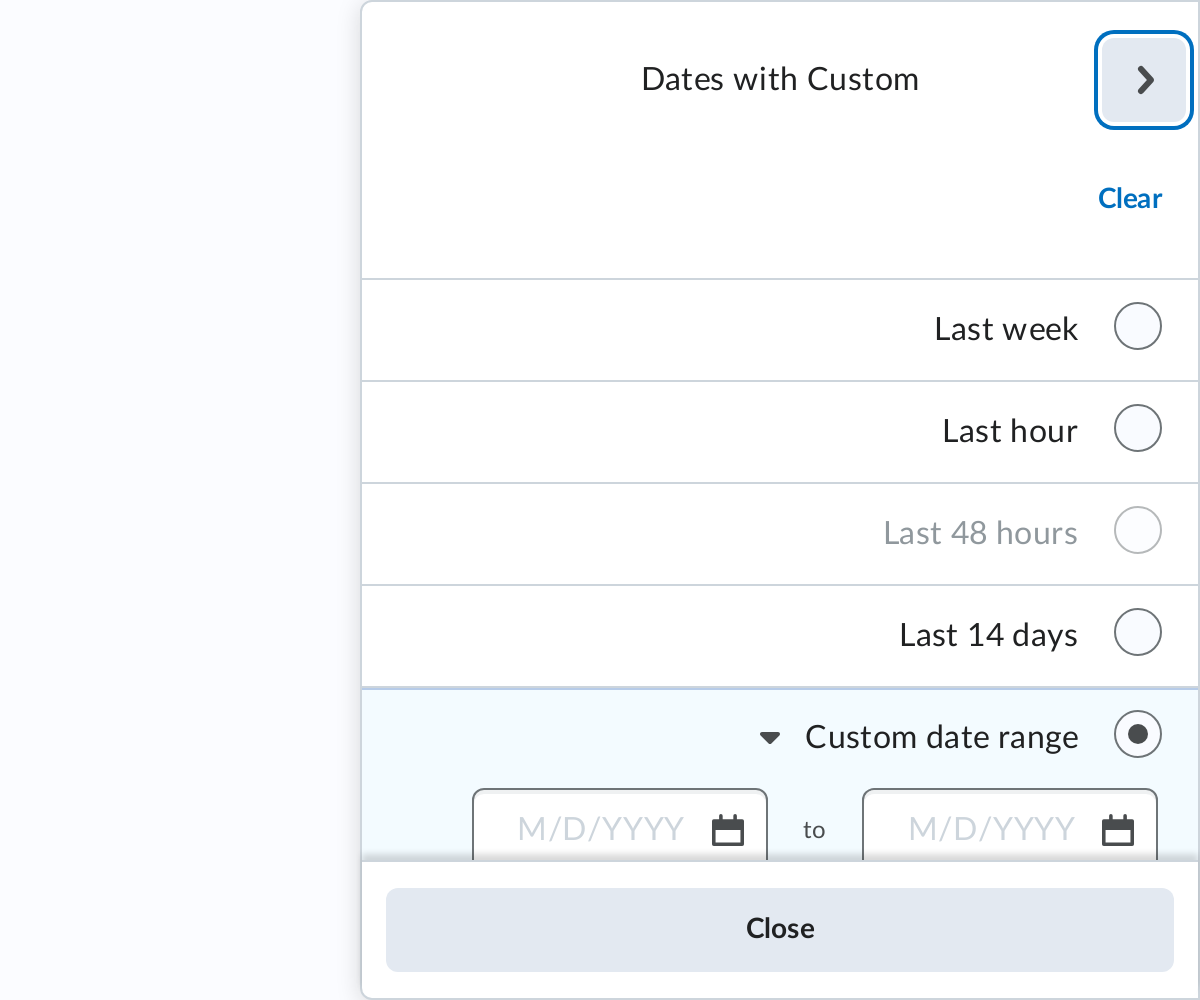 Dates with Custom
Clear
Last week
Last hour
Last 48 hours
Last 14 days
Custom date range
M/D/YYYY to M/D/YYYY
Close